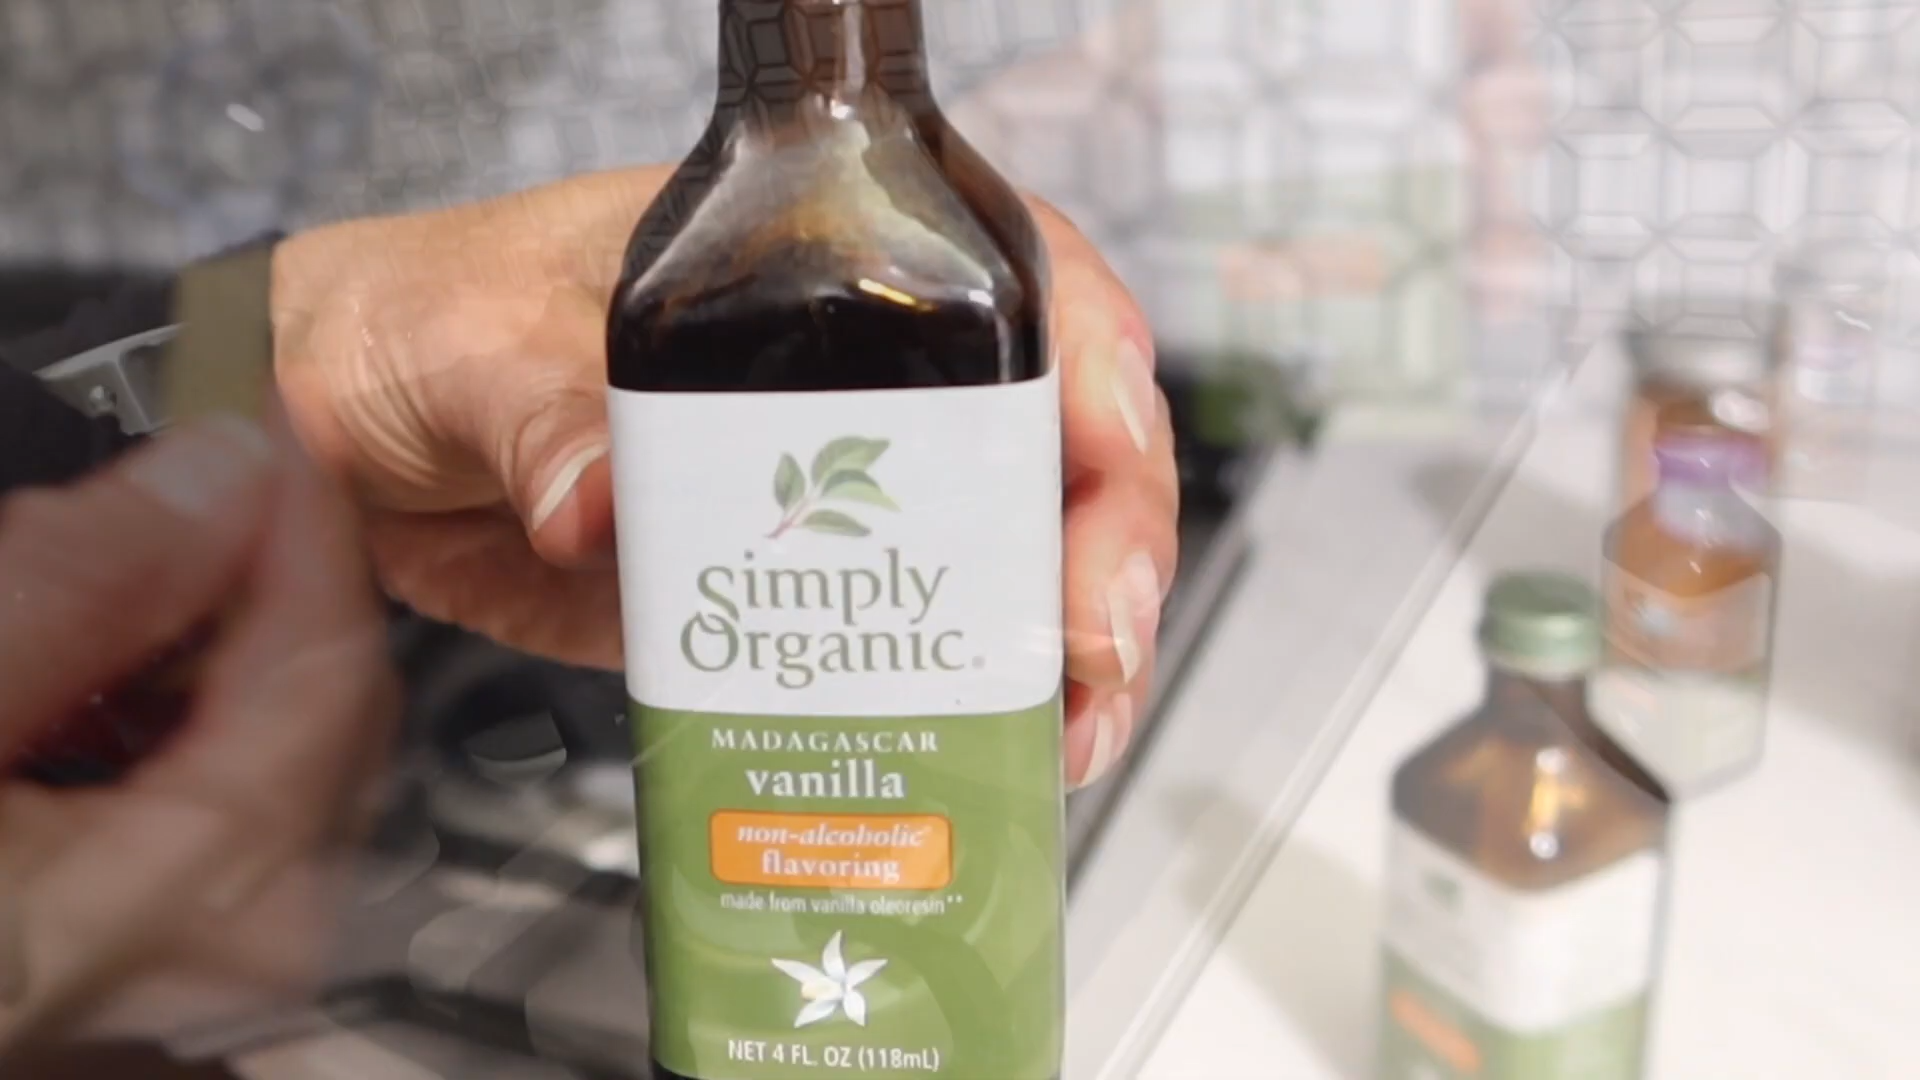 Simply
Organic®
MADAGASCAR
vanilla
non-alcoholic
flavoring
made from vanilla oleoresin**
NET 4 FL. OZ (118mL)